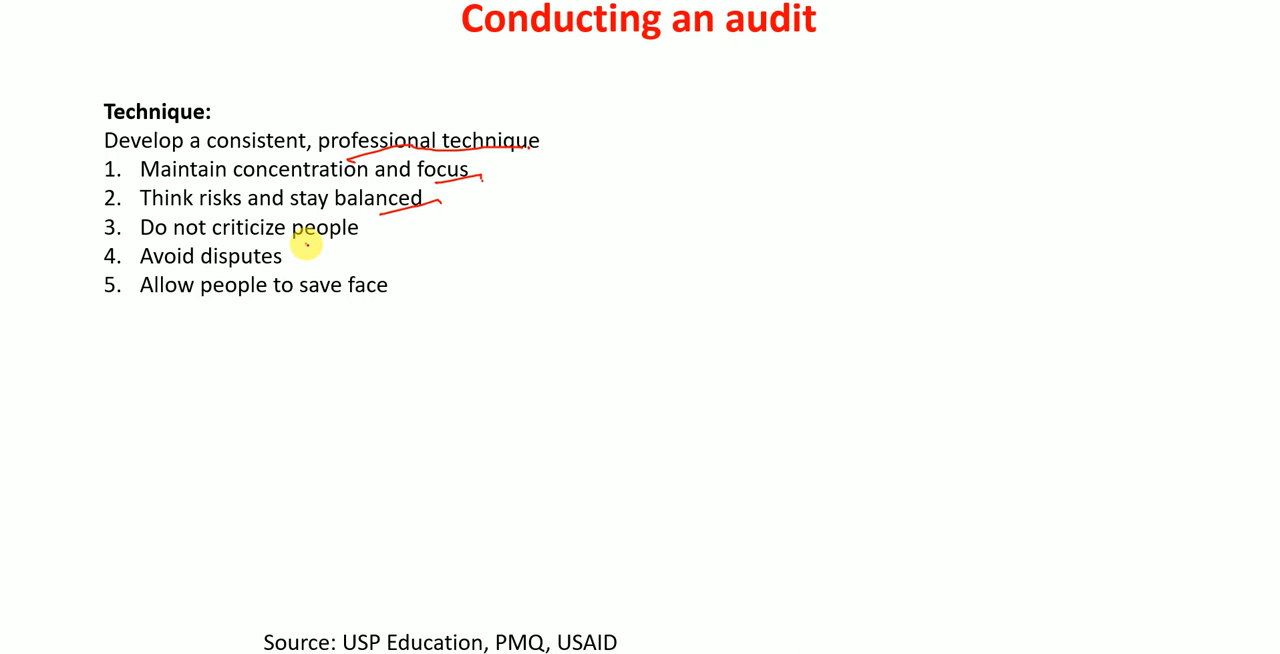 Conducting an audit
Technique:
Develop a consistent, professional technique
1. Maintain concentration and focus
2. Think risks and stay balanced
3. Do not criticize people
4. Avoid disputes
5. Allow people to save face
Source: USP Education, PMQ, USAID